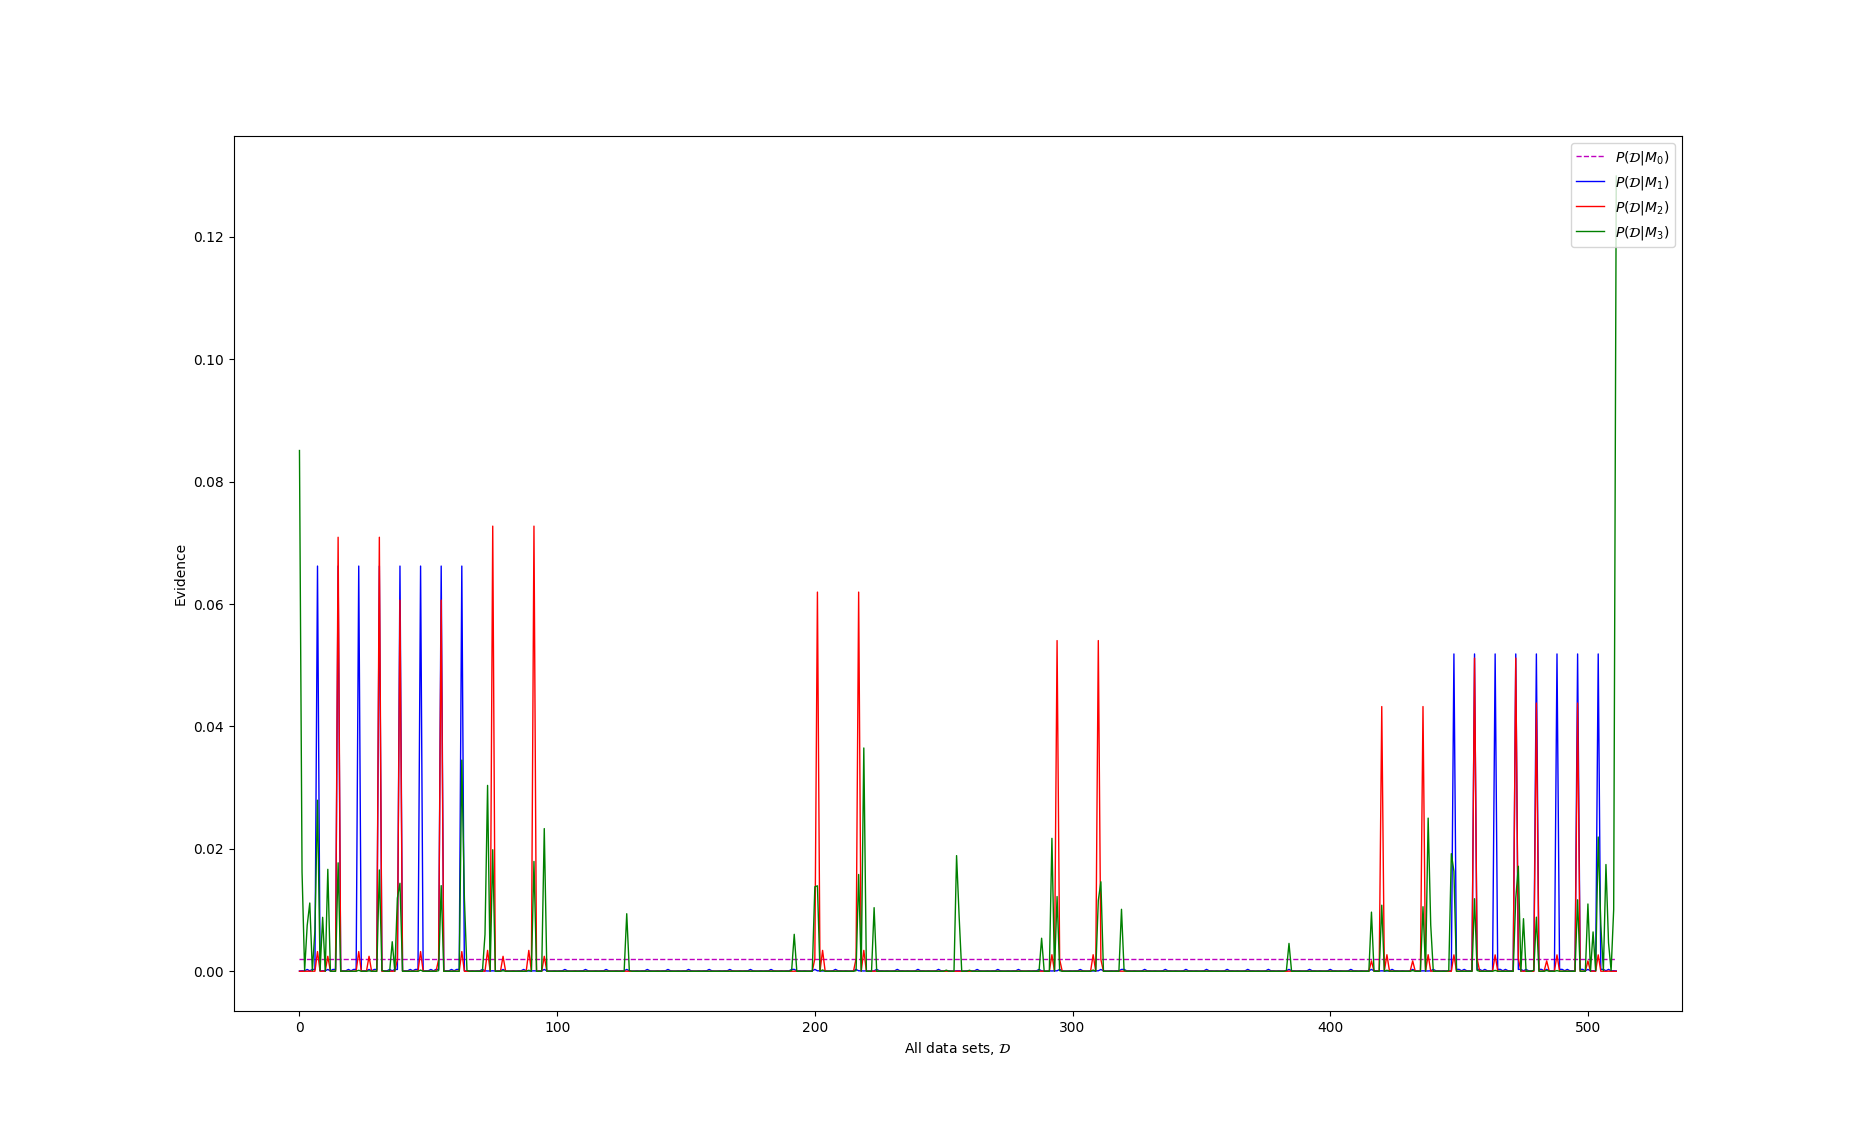 P(𝒟|M₀)
P(𝒟|M₁)
P(𝒟|M₂)
P(𝒟|M₃)
0.12
0.10
0.08
0.06
0.04
0.02
0.00
Evidence
0 100 200 300 400 500
All data sets, 𝒟